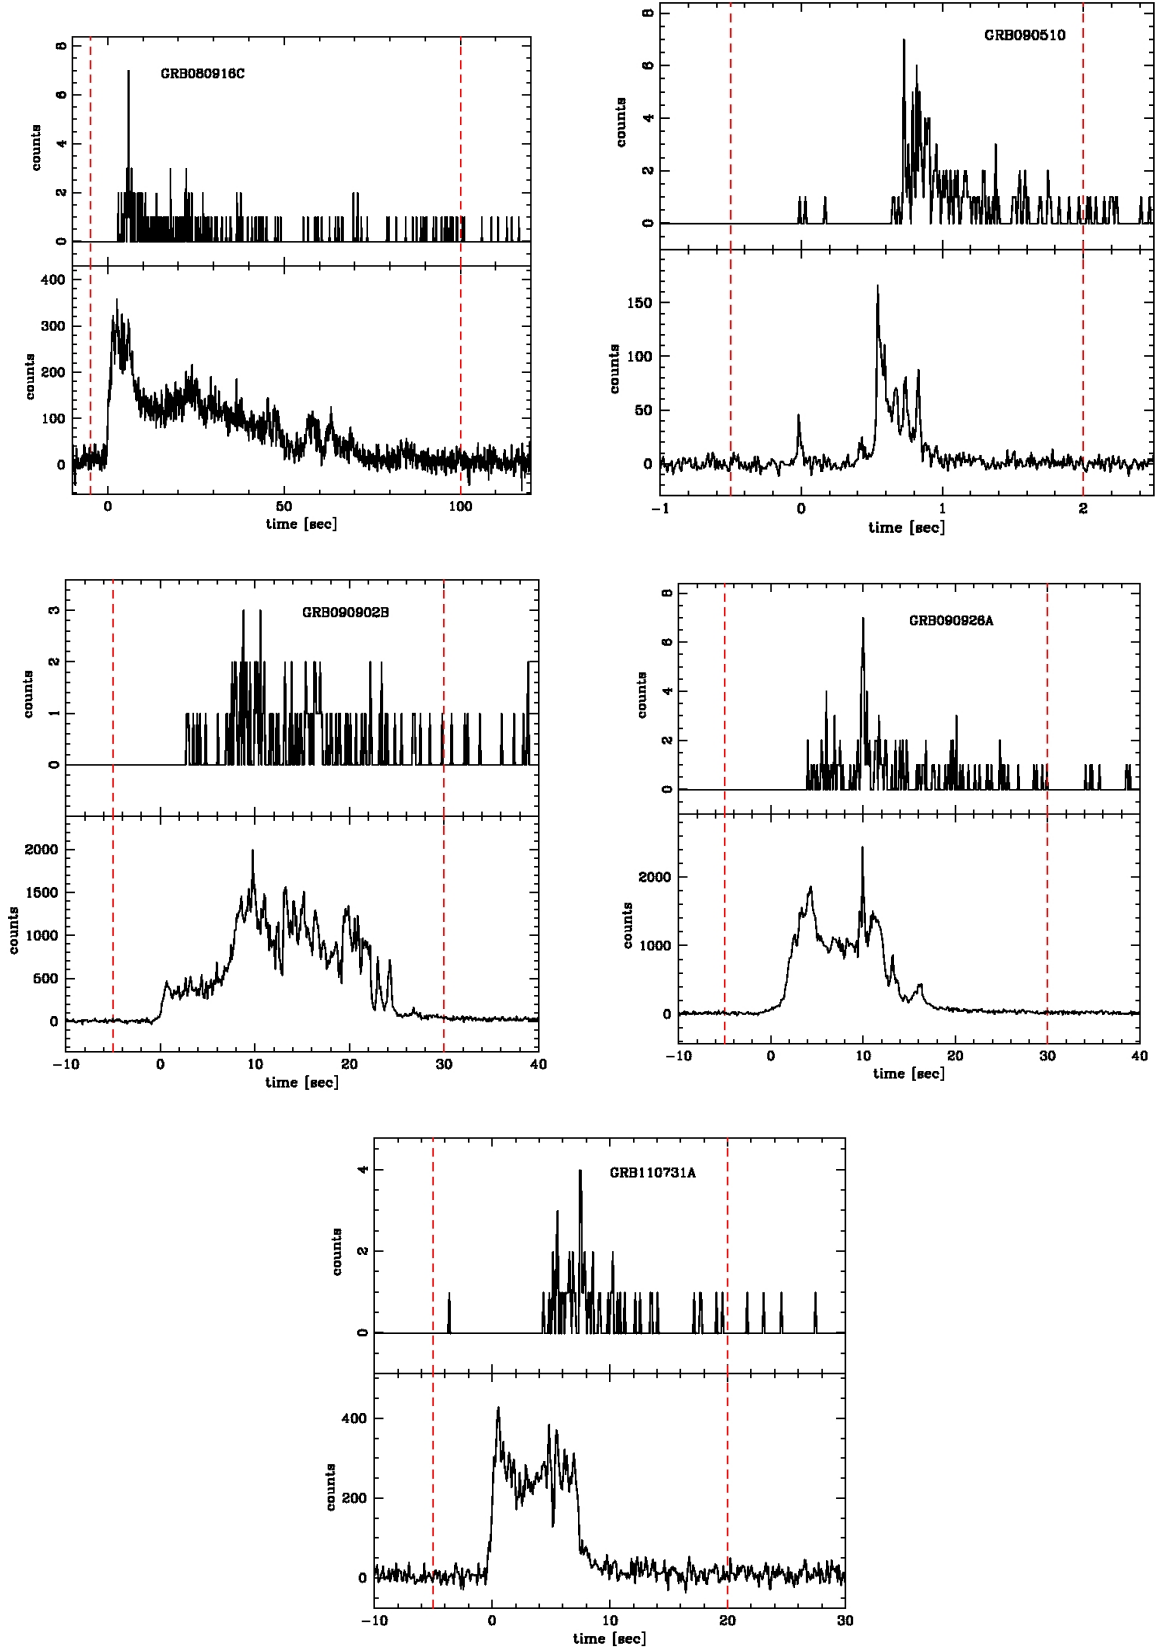 GRB080916C
counts
0 2 4 6 8
counts
0 100 200 300 400
0 50 100
time [sec]
GRB090510
counts
0 2 4 6 8
counts
0 50 100 150
-1 0 1 2
time [sec]
GRB090902B
counts
0 1 2 3
counts
0 500 1000 1500 2000
-10 0 10 20 30 40
time [sec]
GRB090926A
counts
0 2 4 6 8
counts
0 1000 2000
-10 0 10 20 30 40
time [sec]
GRB110731A
counts
0 2 4
counts
0 200 400
-10 0 10 20 30
time [sec]